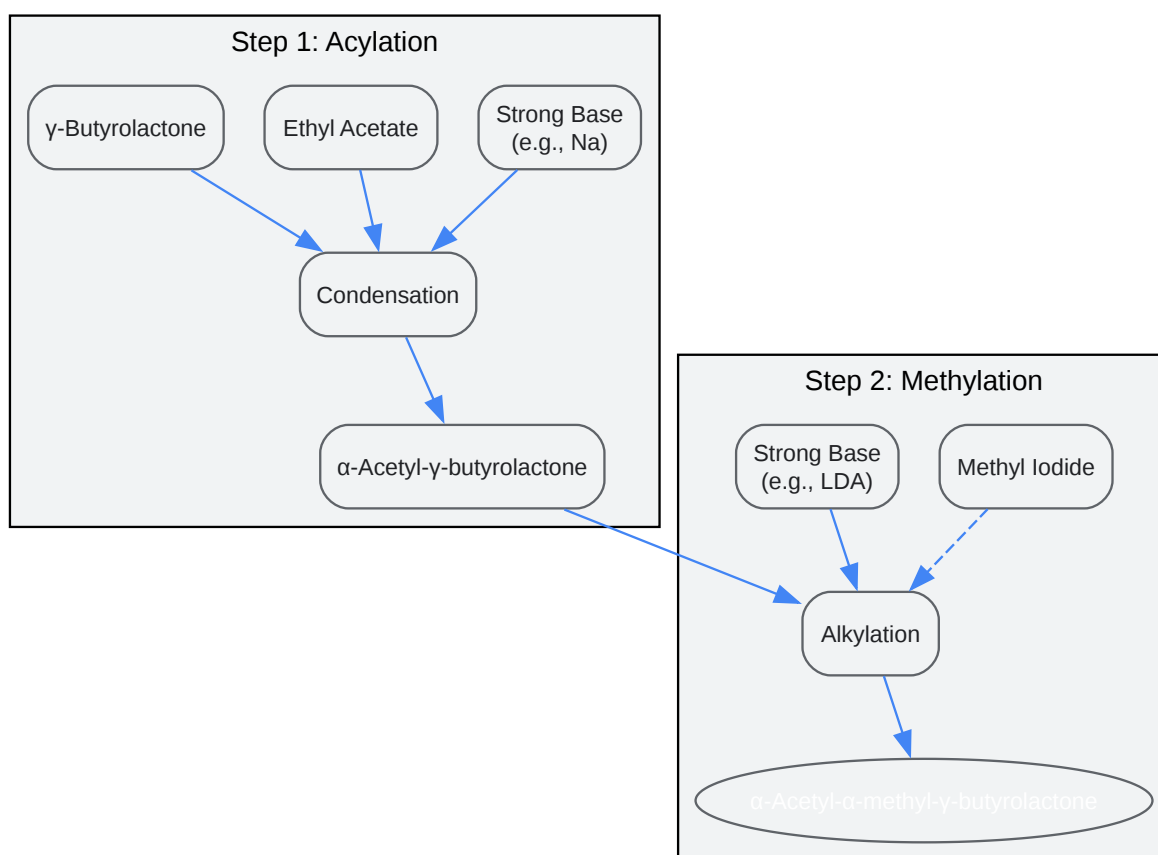 Step 1: Acylation
γ-Butyrolactone
Ethyl Acetate
Strong Base
(e.g., Na)
Condensation
α-Acetyl-γ-butyrolactone
Step 2: Methylation
Strong Base
(e.g., LDA)
Methyl Iodide
Alkylation
α-Acetyl-α-methyl-γ-butyrolactone